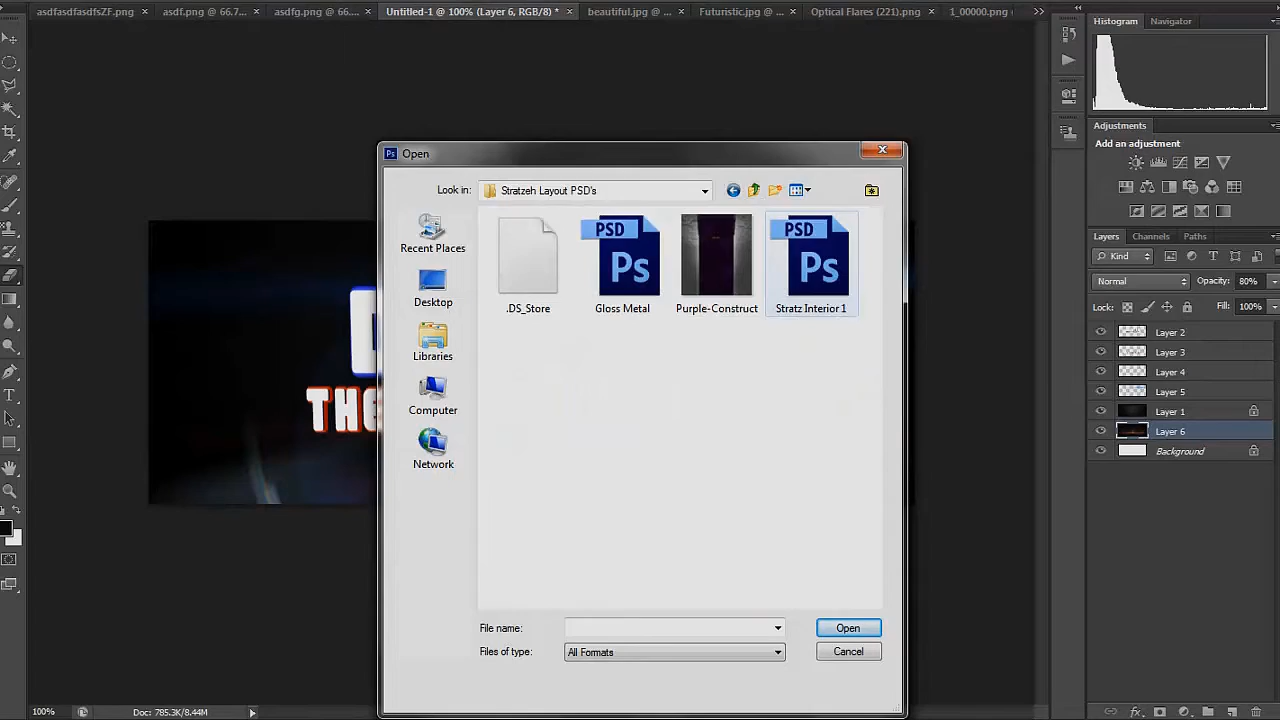 asdfasdfasdfsZF.png
asdf.png @ 66.7...
asdfg.png @ 66....
Untitled-1 @ 100% (Layer 6, RGB/8) *
beautiful.jpg @ ...
Futuristic.jpg @ ...
Optical Flares (221).png
1_00000.png
Histogram
Navigator
Adjustments
Add an adjustment
Layers
Channels
Paths
Kind
Normal
Opacity: 80%
Lock:
Fill: 100%
Layer 2
Layer 3
Layer 4
Layer 5
Layer 1
Layer 6
Background
THE
Ps Open
Look in:
Stratzeh Layout PSD's
Recent Places
Desktop
Libraries
Computer
Network
.DS_Store
PSD
Ps
Gloss Metal
Purple-Construct
PSD
Ps
Stratz Interior 1
File name:
Open
Files of type:
All Formats
Cancel
100%
Doc: 785.3K/8.44M